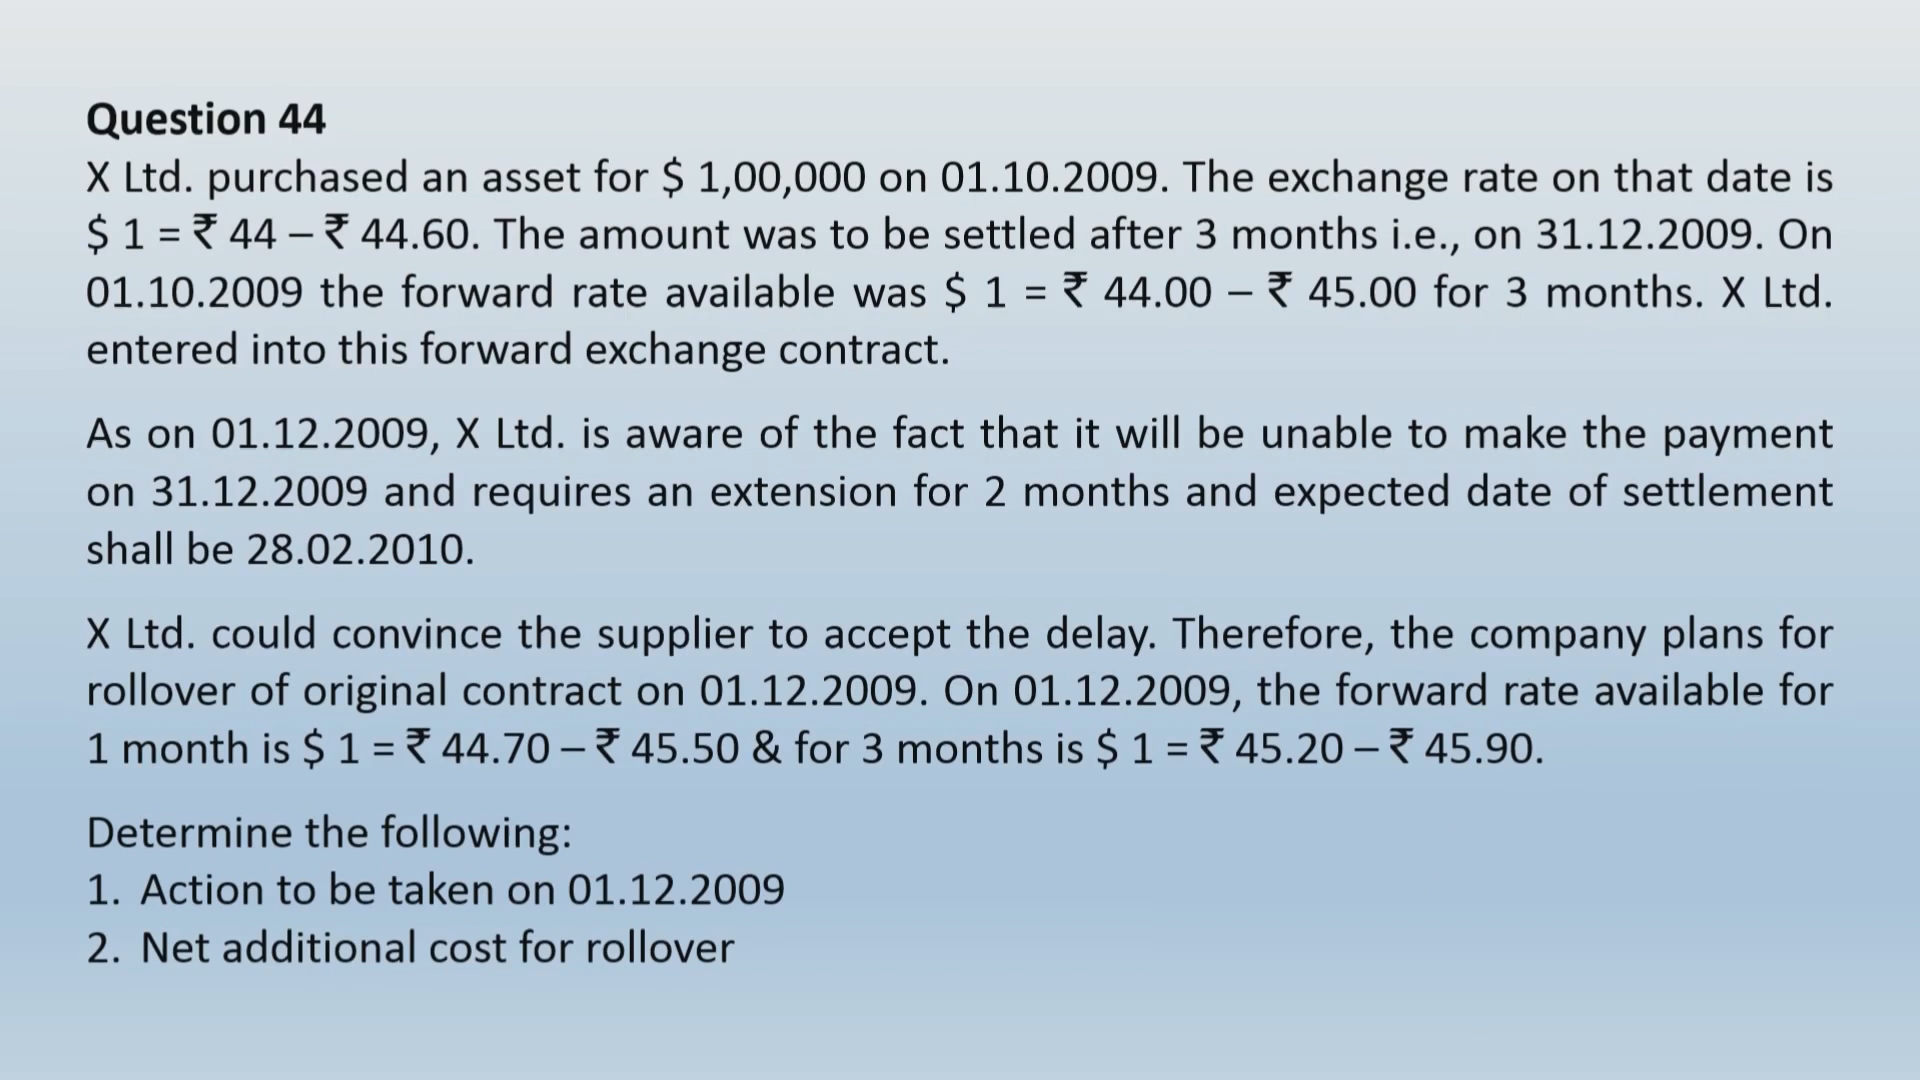 Question 44
X Ltd. purchased an asset for $ 1,00,000 on 01.10.2009. The exchange rate on that date is
$ 1 = ₹ 44 – ₹ 44.60. The amount was to be settled after 3 months i.e., on 31.12.2009. On
01.10.2009 the forward rate available was $ 1 = ₹ 44.00 – ₹ 45.00 for 3 months. X Ltd.
entered into this forward exchange contract.
As on 01.12.2009, X Ltd. is aware of the fact that it will be unable to make the payment
on 31.12.2009 and requires an extension for 2 months and expected date of settlement
shall be 28.02.2010.
X Ltd. could convince the supplier to accept the delay. Therefore, the company plans for
rollover of original contract on 01.12.2009. On 01.12.2009, the forward rate available for
1 month is $ 1 = ₹ 44.70 – ₹ 45.50 & for 3 months is $ 1 = ₹ 45.20 – ₹ 45.90.
Determine the following:
1. Action to be taken on 01.12.2009
2. Net additional cost for rollover